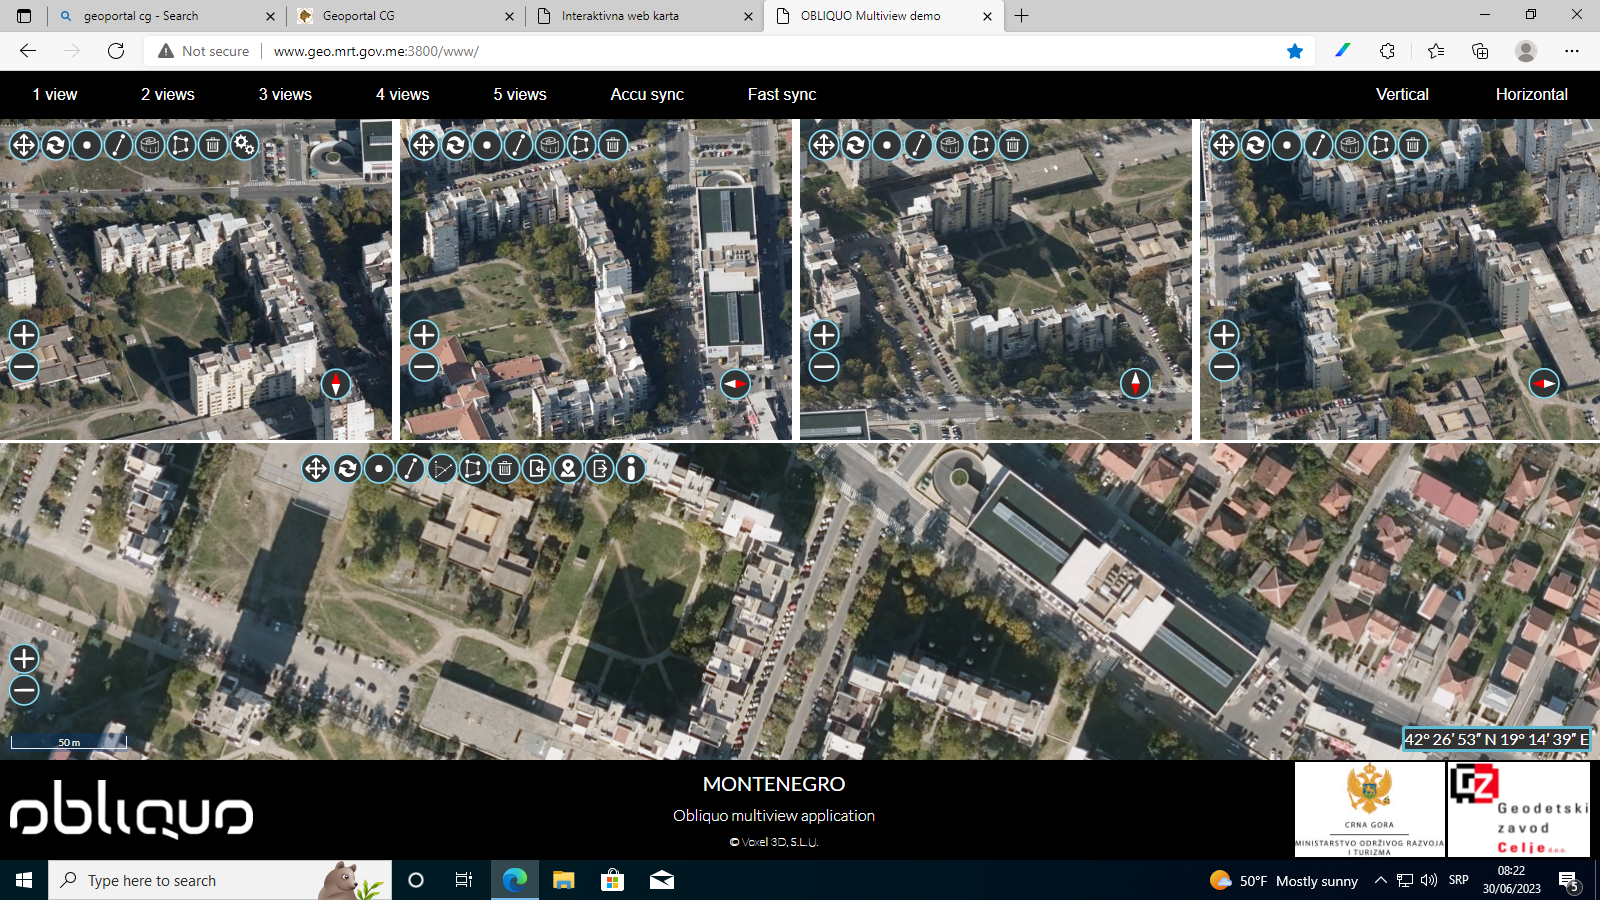 geoportal cg - Search
Geoportal CG
Interaktivna web karta
OBLIQUO Multiview demo
Not secure
www.geo.mrt.gov.me:3800/www/
1 view
2 views
3 views
4 views
5 views
Accu sync
Fast sync
Vertical
Horizontal
50 m
42° 26′ 53″ N 19° 14′ 39″ E
obliquo
MONTENEGRO
Obliquo multiview application
© Voxel 3D, S.L.U.
CRNA GORA
MINISTARSTVO ODRŽIVOG RAZVOJA
I TURIZMA
GZ
Geodetski
zavod
Celje d.o.o.
Type here to search
50°F Mostly sunny
SRP
08:22
30/06/2023
5